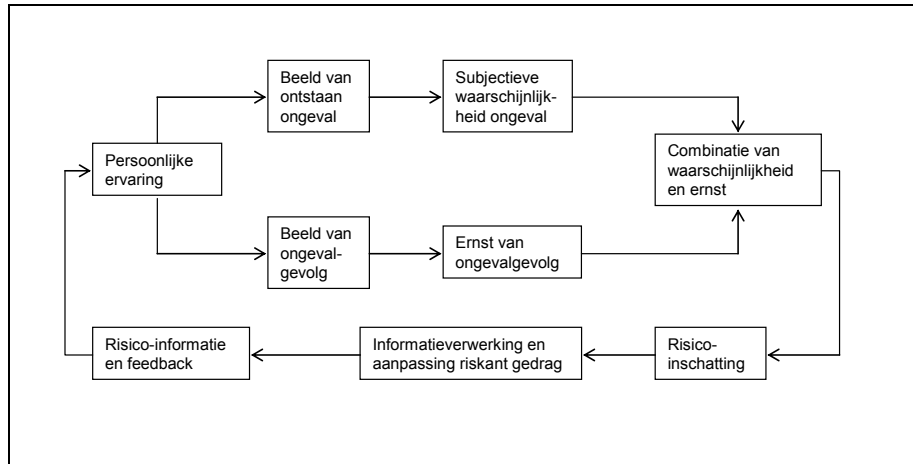 Beeld van
ontstaan
ongeval
Subjectieve
waarschijnlijk-
heid ongeval
Persoonlijke
ervaring
Combinatie van
waarschijnlijkheid
en ernst
Beeld van
ongeval-
gevolg
Ernst van
ongevalgevolg
Risico-informatie
en feedback
Informatieverwerking en
aanpassing riskant gedrag
Risico-
inschatting